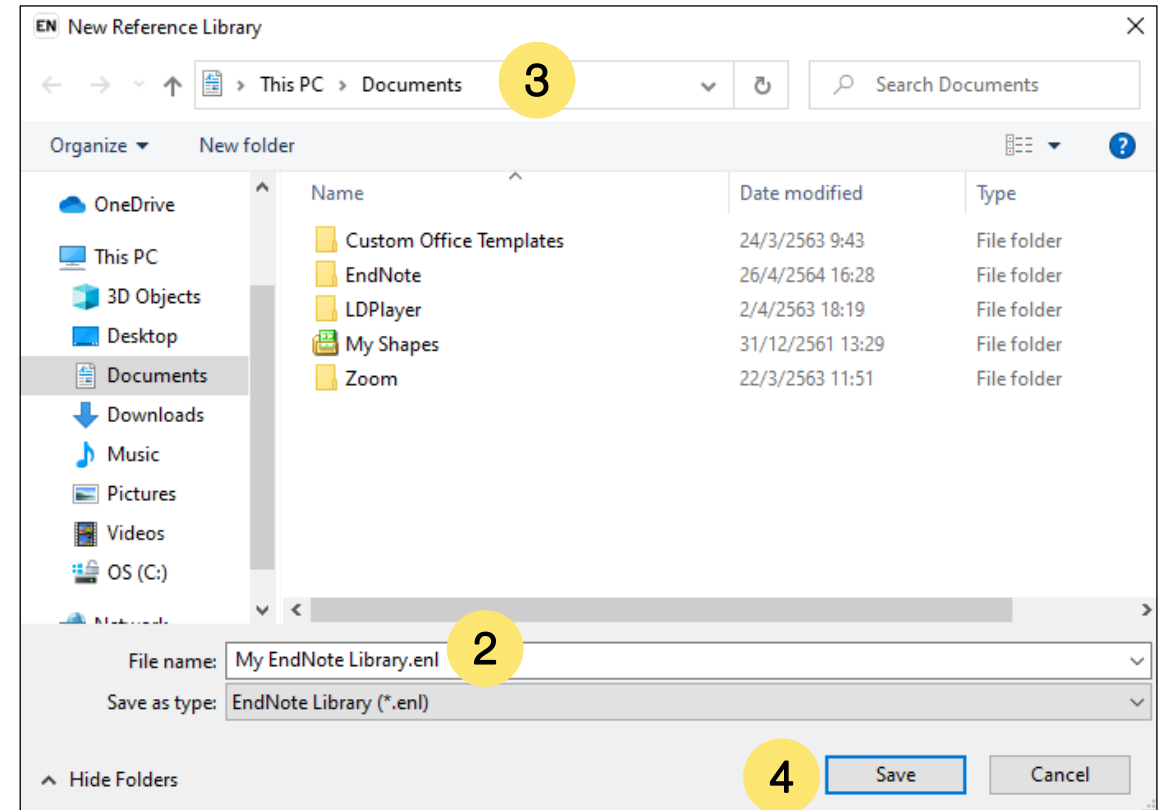 EN New Reference Library
This PC > Documents 3 Search Documents
Organize New folder ?
Name Date modified Type
OneDrive
This PC
3D Objects
Desktop
Documents
Downloads
Music
Pictures
Videos
OS (C:)
Network
Custom Office Templates 24/3/2563 9:43 File folder
EndNote 26/4/2564 16:28 File folder
LDPlayer 2/4/2563 18:19 File folder
My Shapes 31/12/2561 13:29 File folder
Zoom 22/3/2563 11:51 File folder
File name: My EndNote Library.enl 2
Save as type: EndNote Library (*.enl)
Hide Folders 4 Save Cancel